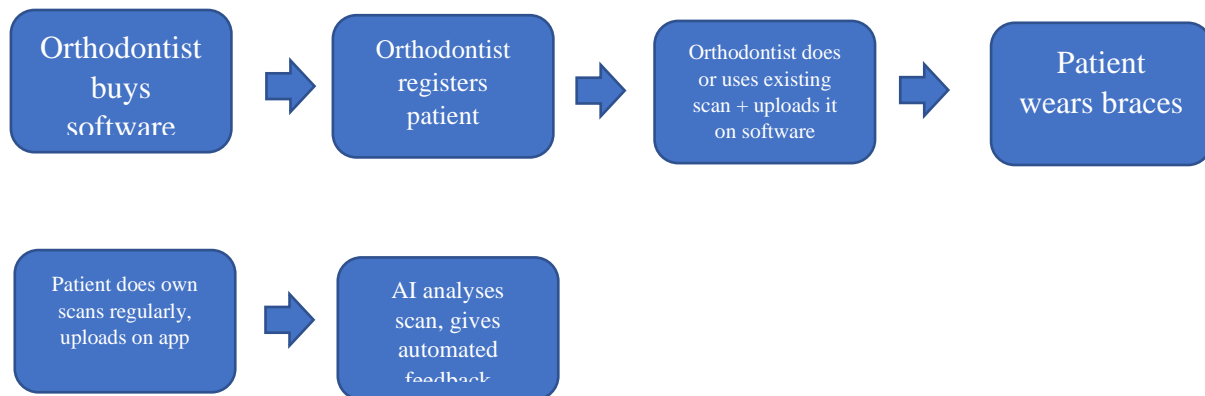 Orthodontist
buys
software
Orthodontist
registers
patient
Orthodontist does
or uses existing
scan + uploads it
on software
Patient
wears braces
Patient does own
scans regularly,
uploads on app
AI analyses
scan, gives
automated
feedback